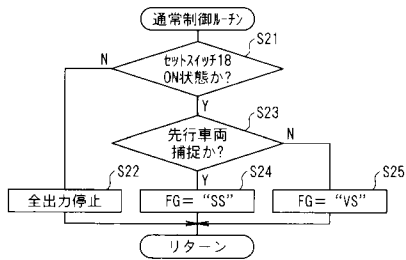 通常制御ルーチン
S21
セットスイッチ18
ON状態か?
N
Y
S23
先行車両
捕捉か?
N
Y
S22
全出力停止
S24
FG= “SS”
S25
FG= “VS”
リターン